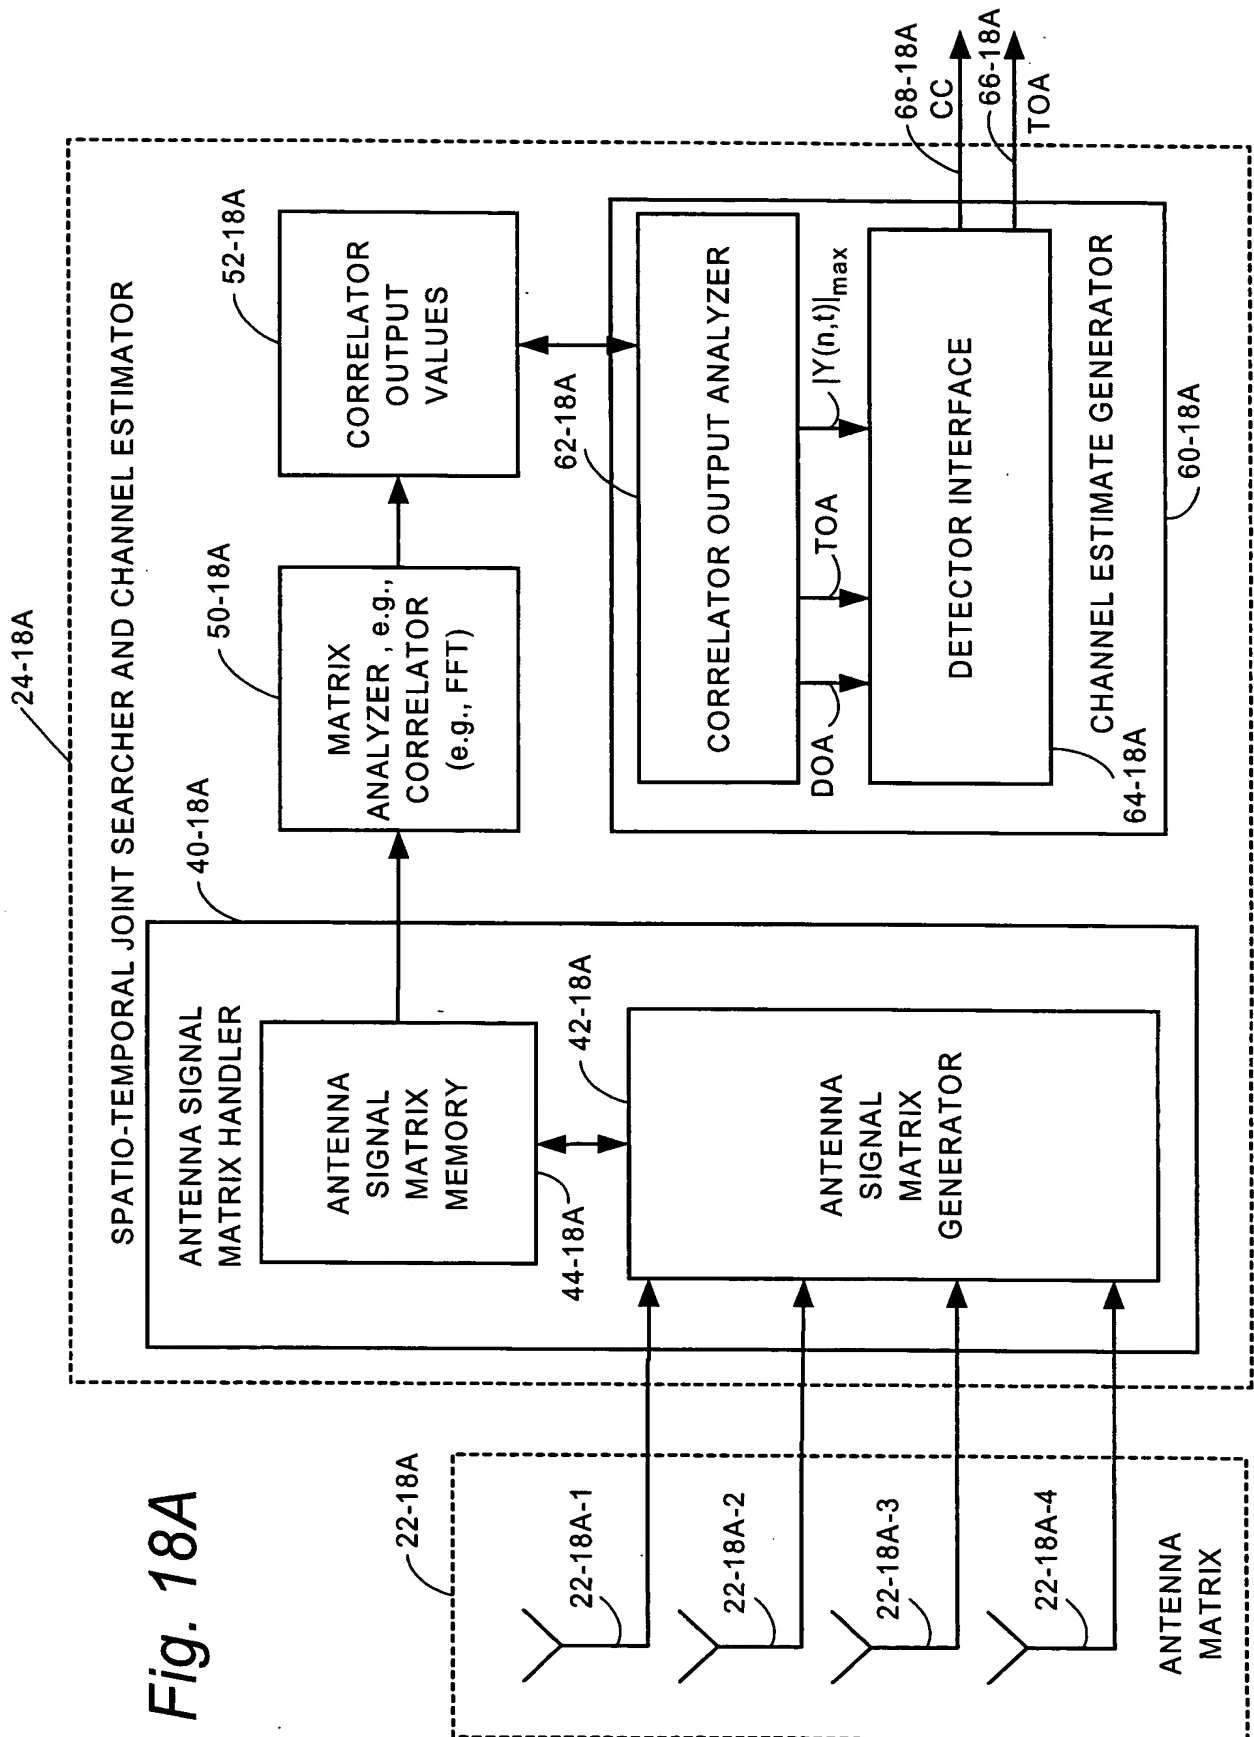 Fig. 18A
24-18A
SPATIO-TEMPORAL JOINT SEARCHER AND CHANNEL ESTIMATOR
40-18A
ANTENNA SIGNAL
MATRIX HANDLER
ANTENNA
SIGNAL
MATRIX
MEMORY
44-18A
42-18A
ANTENNA
SIGNAL
MATRIX
GENERATOR
50-18A
MATRIX
ANALYZER, e.g.,
CORRELATOR
(e.g., FFT)
52-18A
CORRELATOR
OUTPUT
VALUES
62-18A
CORRELATOR OUTPUT ANALYZER
DOA
TOA
|Y(n,t)|max
DETECTOR INTERFACE
64-18A
CHANNEL ESTIMATE GENERATOR
60-18A
68-18A
CC
66-18A
TOA
22-18A
22-18A-1
22-18A-2
22-18A-3
22-18A-4
ANTENNA
MATRIX